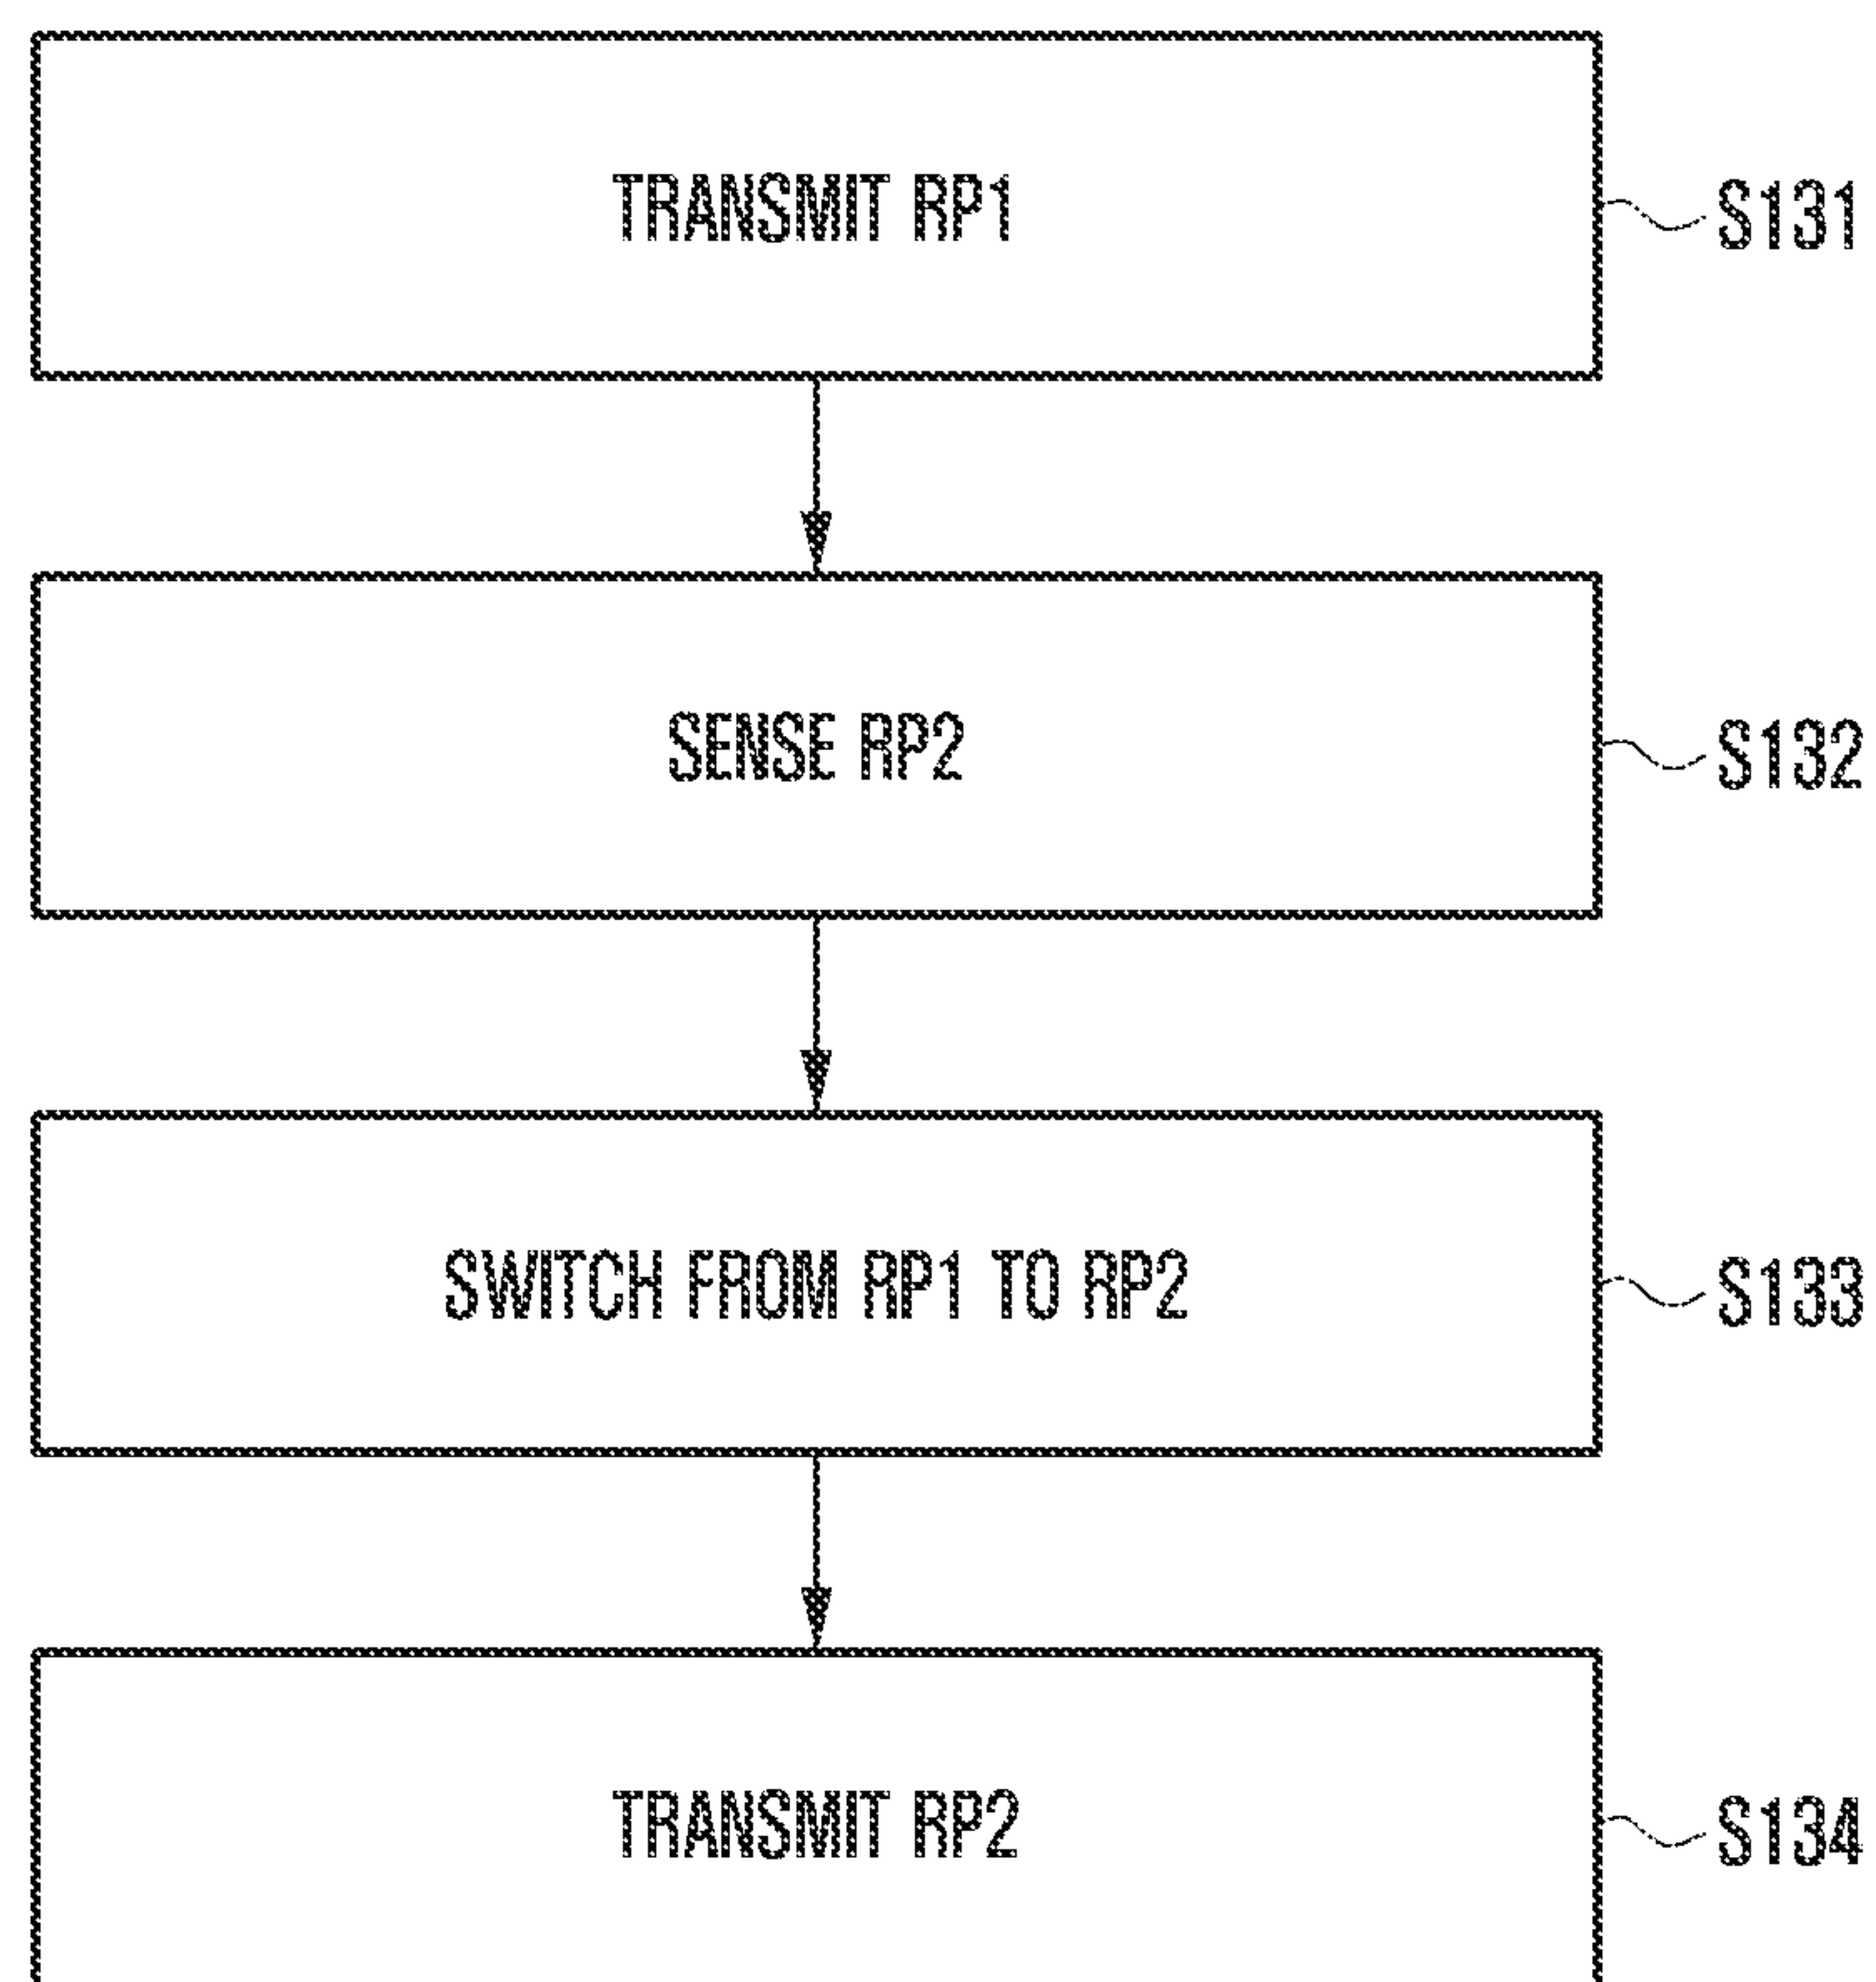 TRANSMIT RP1
S131
SENSE RP2
S132
SWITCH FROM RP1 TO RP2
S133
TRANSMIT RP2
S134